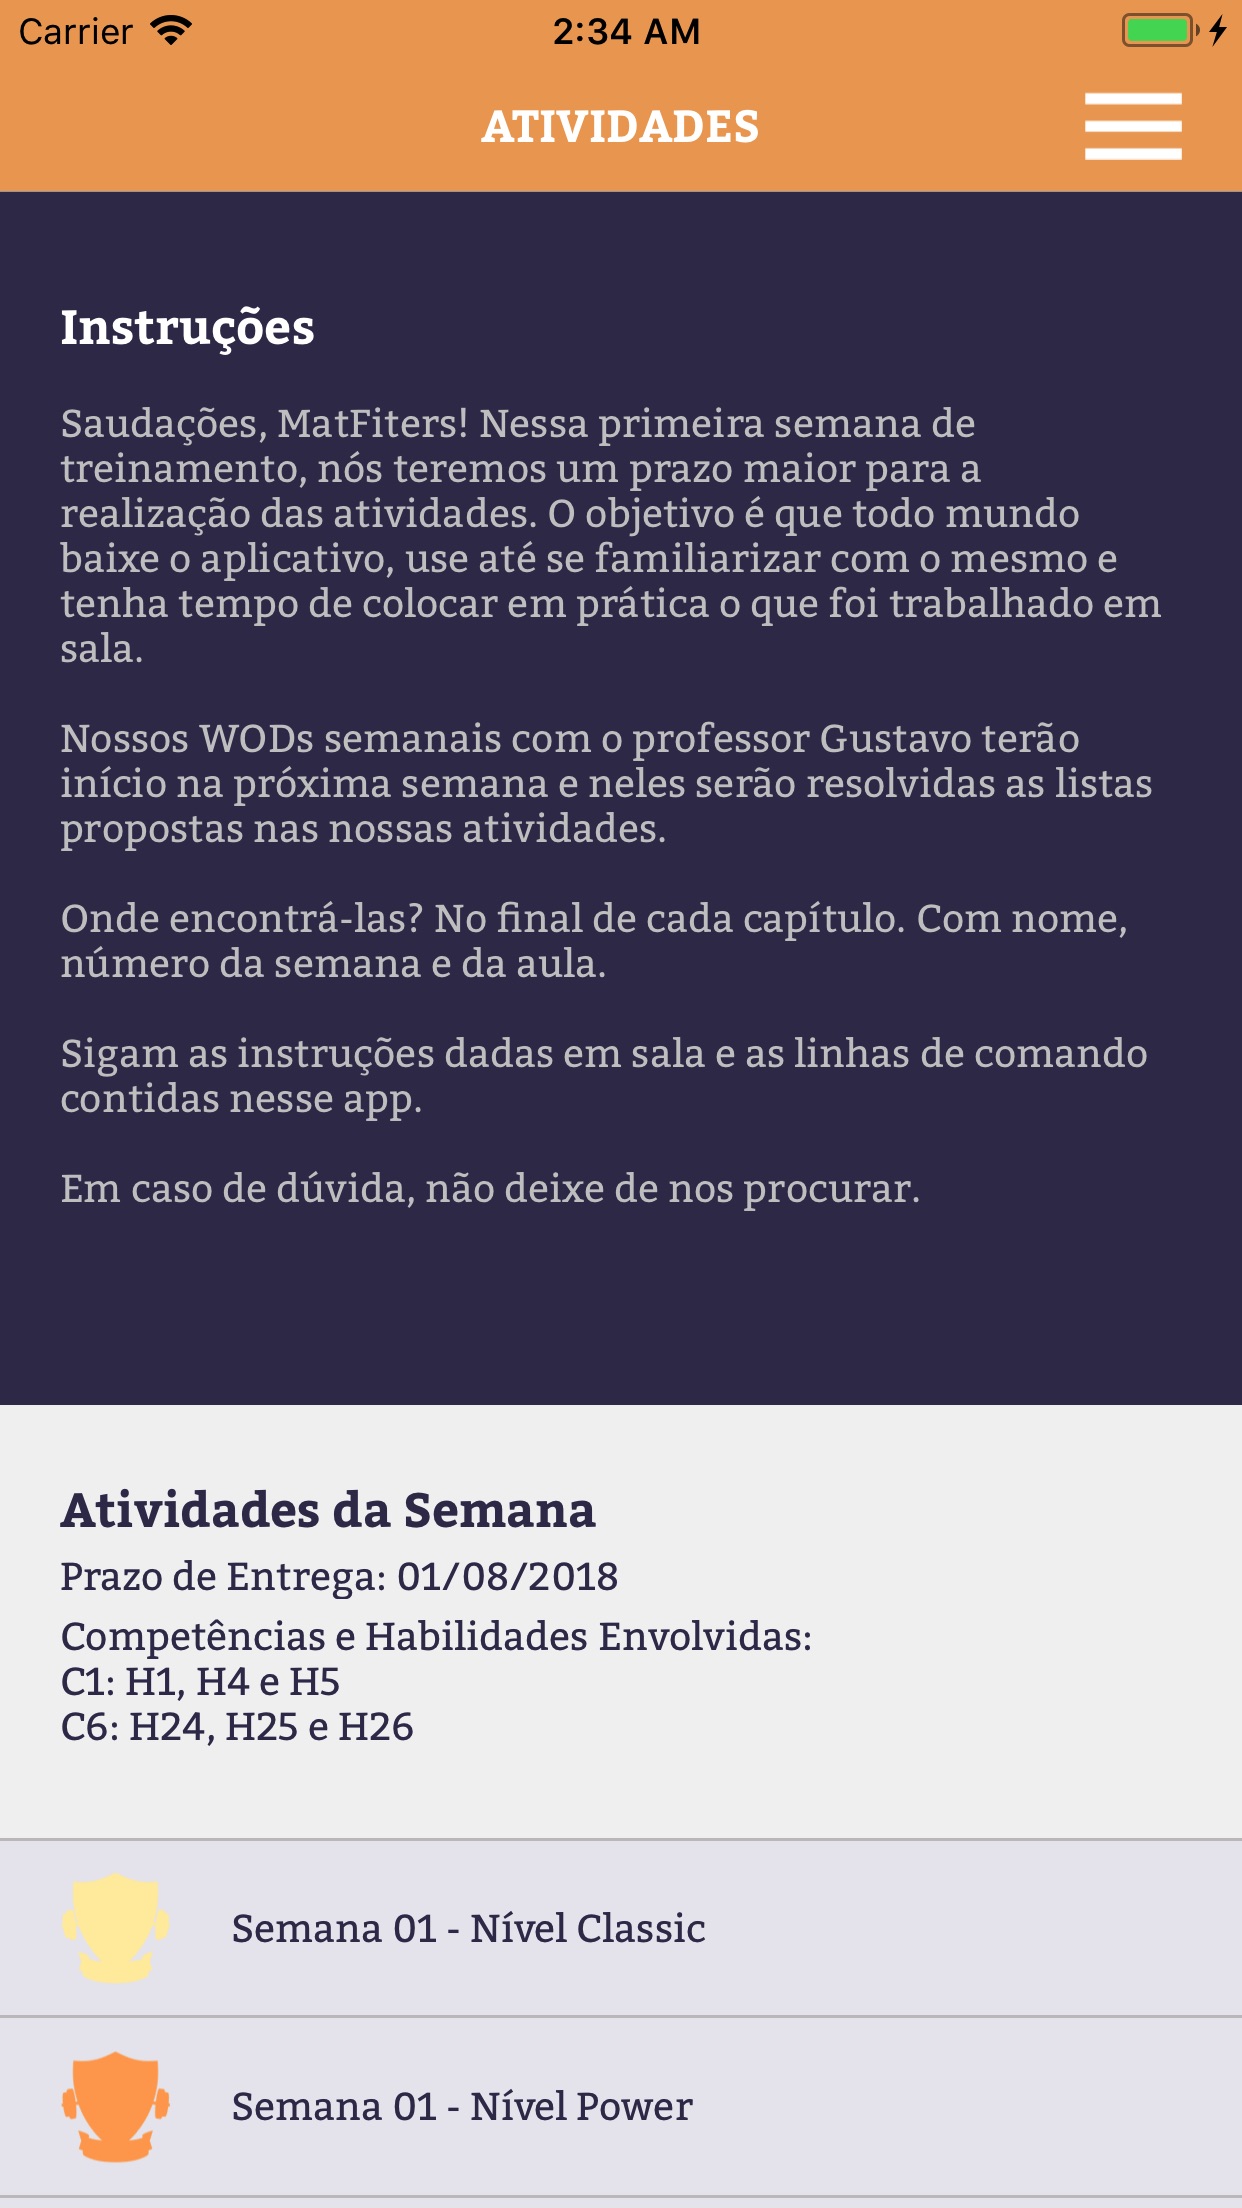 Carrier
2:34 AM
ATIVIDADES
Instruções
Saudações, MatFiters! Nessa primeira semana de
treinamento, nós teremos um prazo maior para a
realização das atividades. O objetivo é que todo mundo
baixe o aplicativo, use até se familiarizar com o mesmo e
tenha tempo de colocar em prática o que foi trabalhado em
sala.
Nossos WODs semanais com o professor Gustavo terão
início na próxima semana e neles serão resolvidas as listas
propostas nas nossas atividades.
Onde encontrá-las? No final de cada capítulo. Com nome,
número da semana e da aula.
Sigam as instruções dadas em sala e as linhas de comando
contidas nesse app.
Em caso de dúvida, não deixe de nos procurar.
Atividades da Semana
Prazo de Entrega: 01/08/2018
Competências e Habilidades Envolvidas:
C1: H1, H4 e H5
C6: H24, H25 e H26
Semana 01 - Nível Classic
Semana 01 - Nível Power